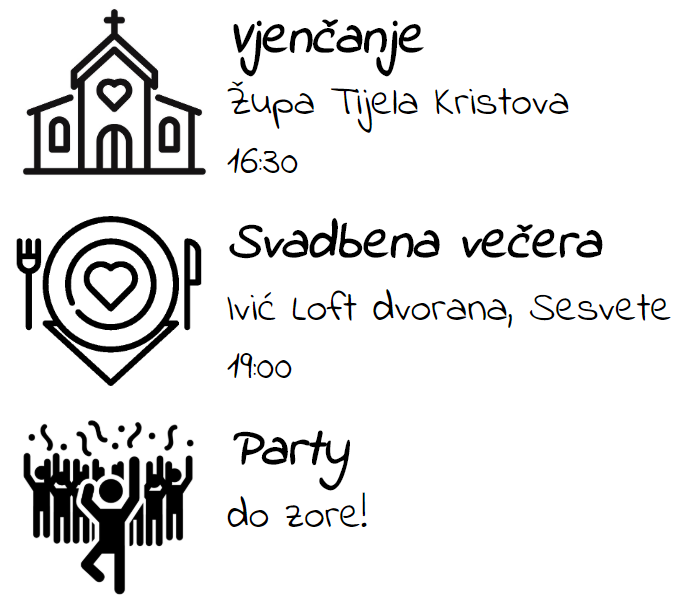 Vjenčanje
Župa Tijela Kristova
16:30
Svadbena večera
Ivić Loft dvorana, Sesvete
19:00
Party
do zore!